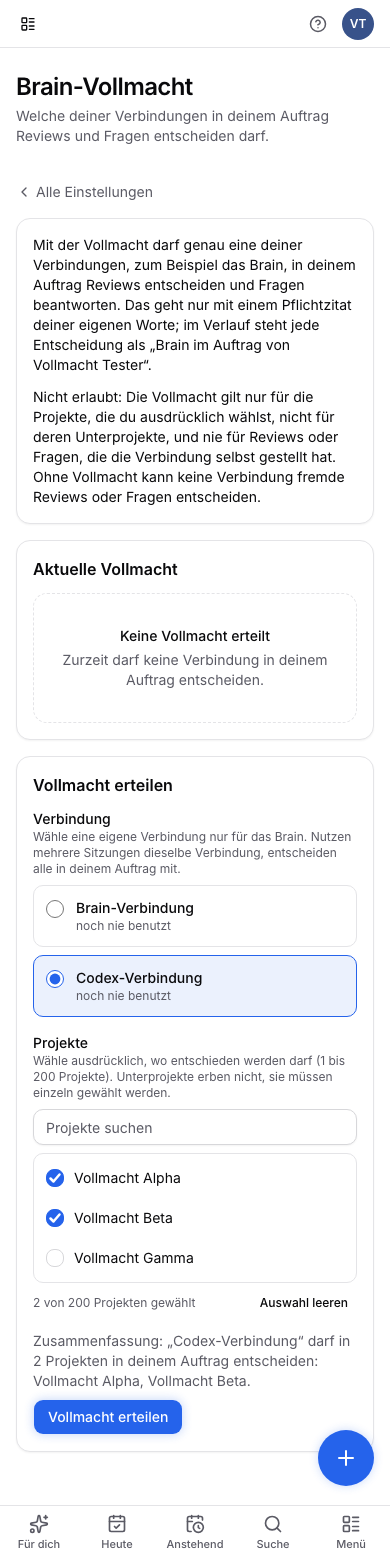 VT
Brain-Vollmacht
Welche deiner Verbindungen in deinem Auftrag
Reviews und Fragen entscheiden darf.
Alle Einstellungen
Mit der Vollmacht darf genau eine deiner
Verbindungen, zum Beispiel das Brain, in deinem
Auftrag Reviews entscheiden und Fragen
beantworten. Das geht nur mit einem Pflichtzitat
deiner eigenen Worte; im Verlauf steht jede
Entscheidung als „Brain im Auftrag von
Vollmacht Tester“.
Nicht erlaubt: Die Vollmacht gilt nur für die
Projekte, die du ausdrücklich wählst, nicht für
deren Unterprojekte, und nie für Reviews oder
Fragen, die die Verbindung selbst gestellt hat.
Ohne Vollmacht kann keine Verbindung fremde
Reviews oder Fragen entscheiden.
Aktuelle Vollmacht
Keine Vollmacht erteilt
Zurzeit darf keine Verbindung in deinem
Auftrag entscheiden.
Vollmacht erteilen
Verbindung
Wähle eine eigene Verbindung nur für das Brain. Nutzen
mehrere Sitzungen dieselbe Verbindung, entscheiden
alle in deinem Auftrag mit.
Brain-Verbindung
noch nie benutzt
Codex-Verbindung
noch nie benutzt
Projekte
Wähle ausdrücklich, wo entschieden werden darf (1 bis
200 Projekte). Unterprojekte erben nicht, sie müssen
einzeln gewählt werden.
Projekte suchen
Vollmacht Alpha
Vollmacht Beta
Vollmacht Gamma
2 von 200 Projekten gewählt Auswahl leeren
Zusammenfassung: „Codex-Verbindung“ darf in
2 Projekten in deinem Auftrag entscheiden:
Vollmacht Alpha, Vollmacht Beta.
Vollmacht erteilen
Für dich Heute Anstehend Suche Menü